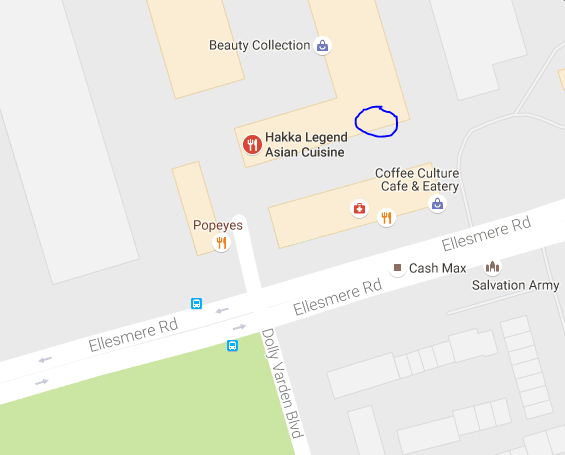 Beauty Collection
Hakka Legend
Asian Cuisine
Coffee Culture
Cafe & Eatery
Popeyes
Ellesmere Rd
Cash Max
Salvation Army
Ellesmere Rd
Ellesmere Rd
Dolly Varden Blvd